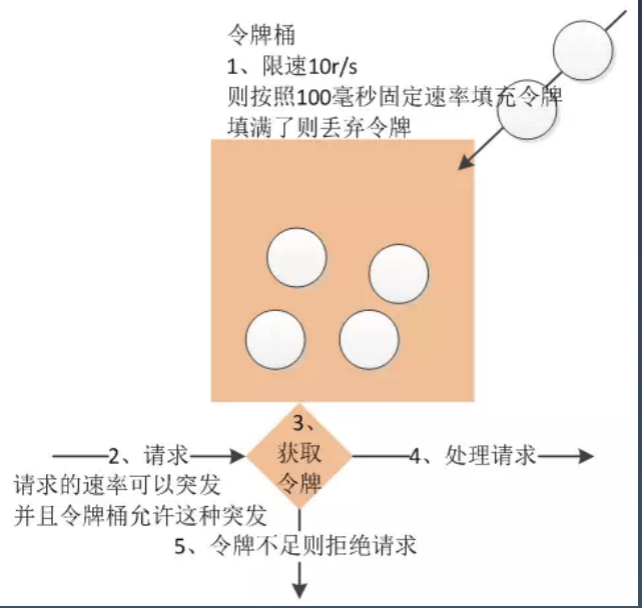 令牌桶
1、限速10r/s
则按照100毫秒固定速率填充令牌
填满了则丢弃令牌
3、
获取
令牌
2、请求
4、处理请求
请求的速率可以突发
并且令牌桶允许这种突发
5、令牌不足则拒绝请求